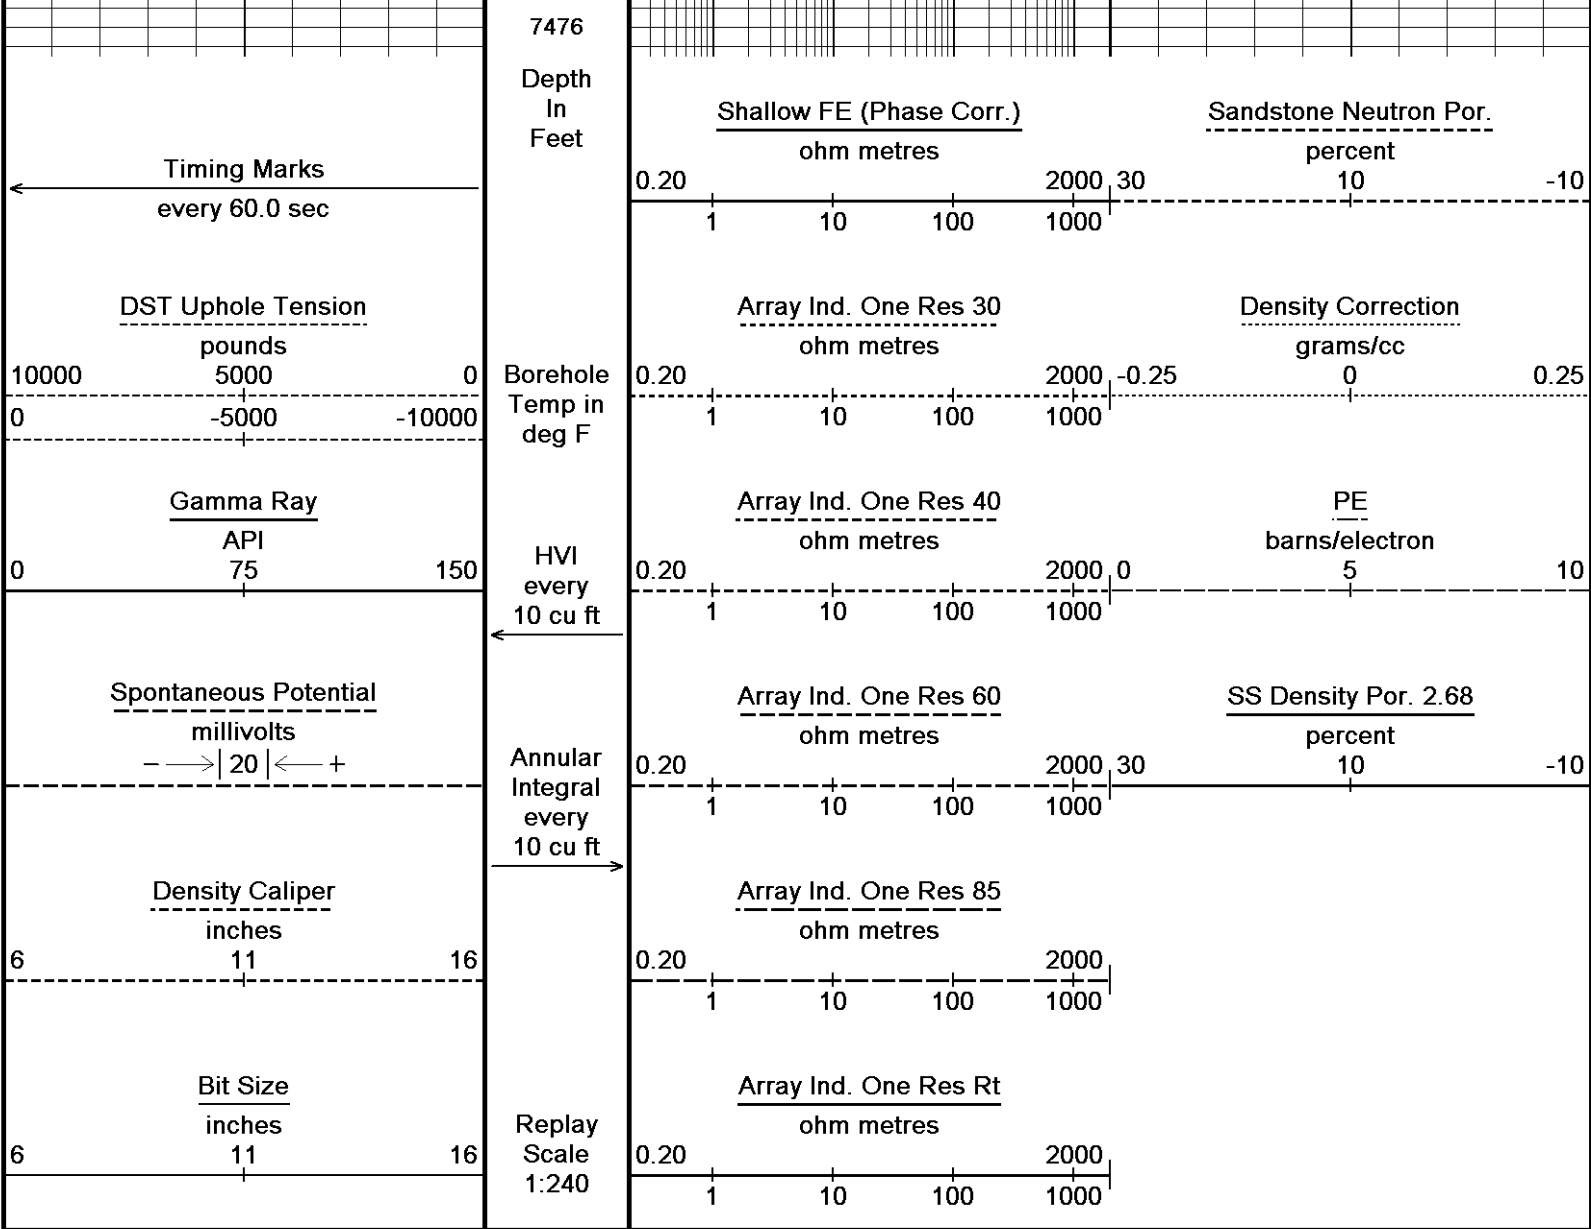 7476
Depth
In
Feet
Timing Marks
every 60.0 sec
DST Uphole Tension
pounds
10000 5000 0
0 -5000 -10000
Gamma Ray
API
0 75 150
Spontaneous Potential
millivolts
− 20 +
Density Caliper
inches
6 11 16
Bit Size
inches
6 11 16
Borehole
Temp in
deg F
HVI
every
10 cu ft
Annular
Integral
every
10 cu ft
Replay
Scale
1:240
Shallow FE (Phase Corr.)
ohm metres
0.20 2000
1 10 100 1000
Array Ind. One Res 30
ohm metres
0.20 2000
1 10 100 1000
Array Ind. One Res 40
ohm metres
0.20 2000
1 10 100 1000
Array Ind. One Res 60
ohm metres
0.20 2000
1 10 100 1000
Array Ind. One Res 85
ohm metres
0.20 2000
1 10 100 1000
Array Ind. One Res Rt
ohm metres
0.20 2000
1 10 100 1000
Sandstone Neutron Por.
percent
30 10 -10
Density Correction
grams/cc
-0.25 0 0.25
PE
barns/electron
0 5 10
SS Density Por. 2.68
percent
30 10 -10